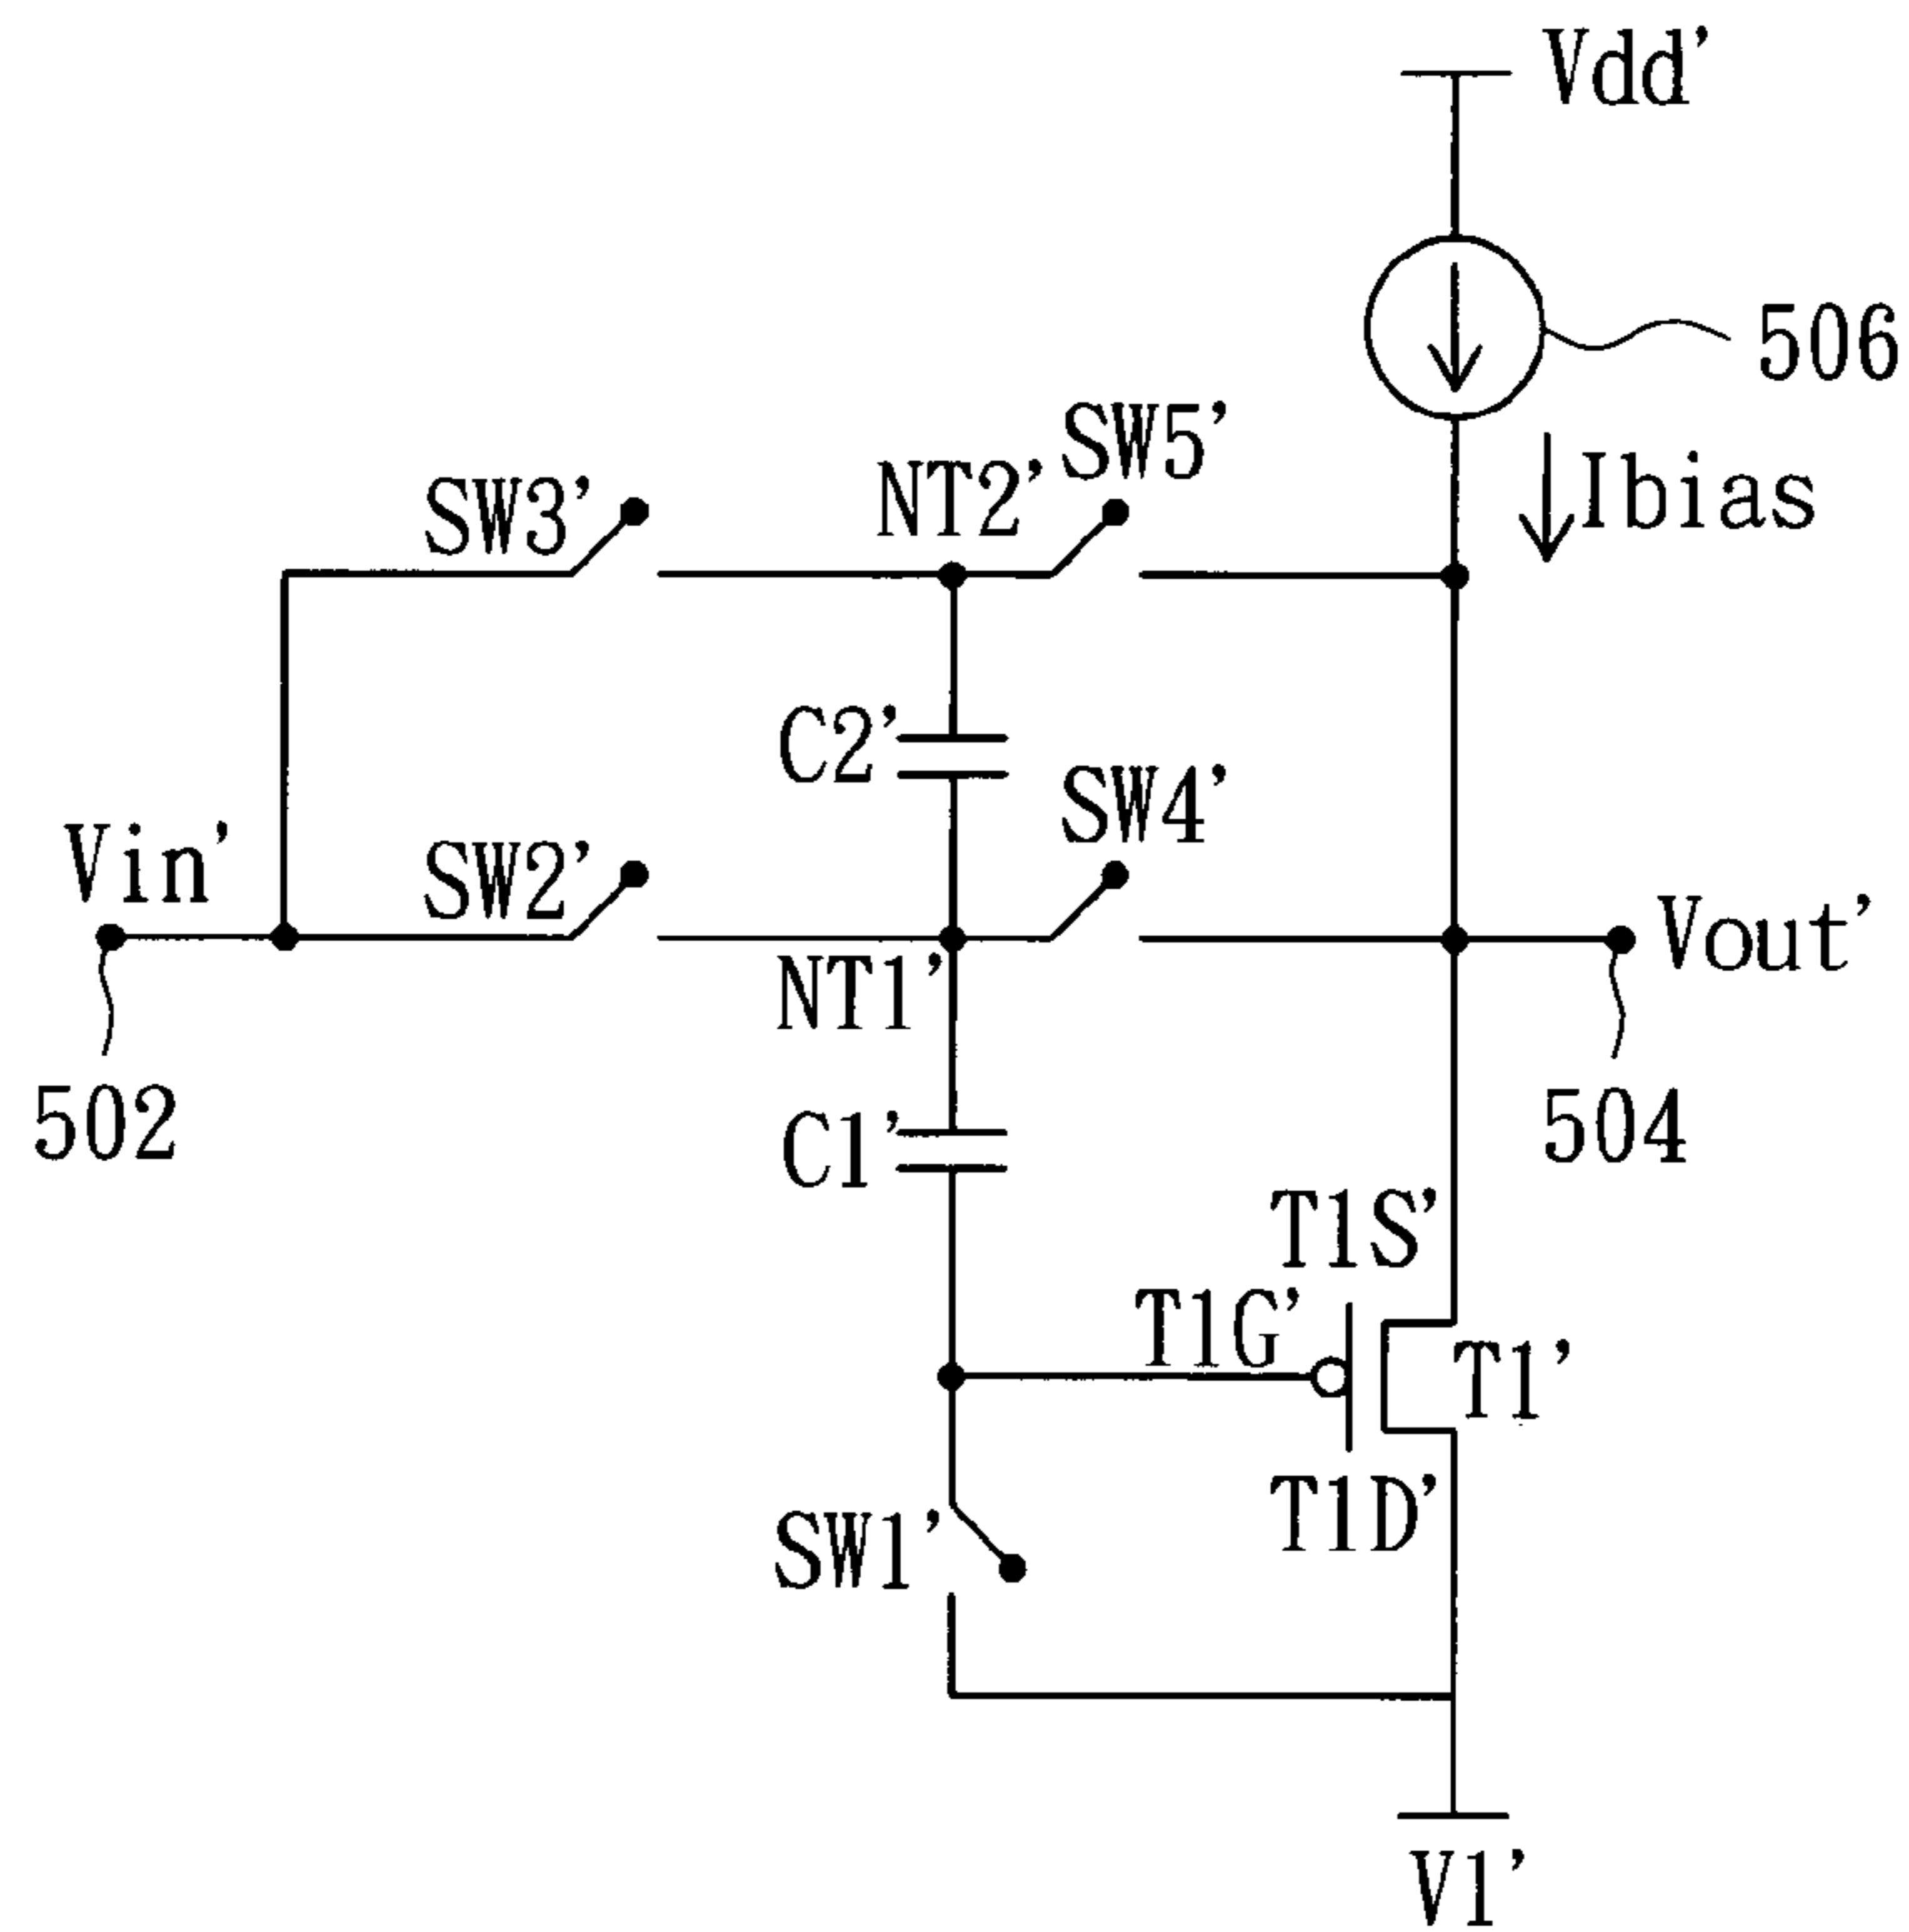 Vdd'
506
Ibias
SW5'
NT2'
SW3'
C2'
SW4'
Vin'
SW2'
Vout'
NT1'
502
504
C1'
T1S'
T1G'
T1'
T1D'
SW1'
V1'